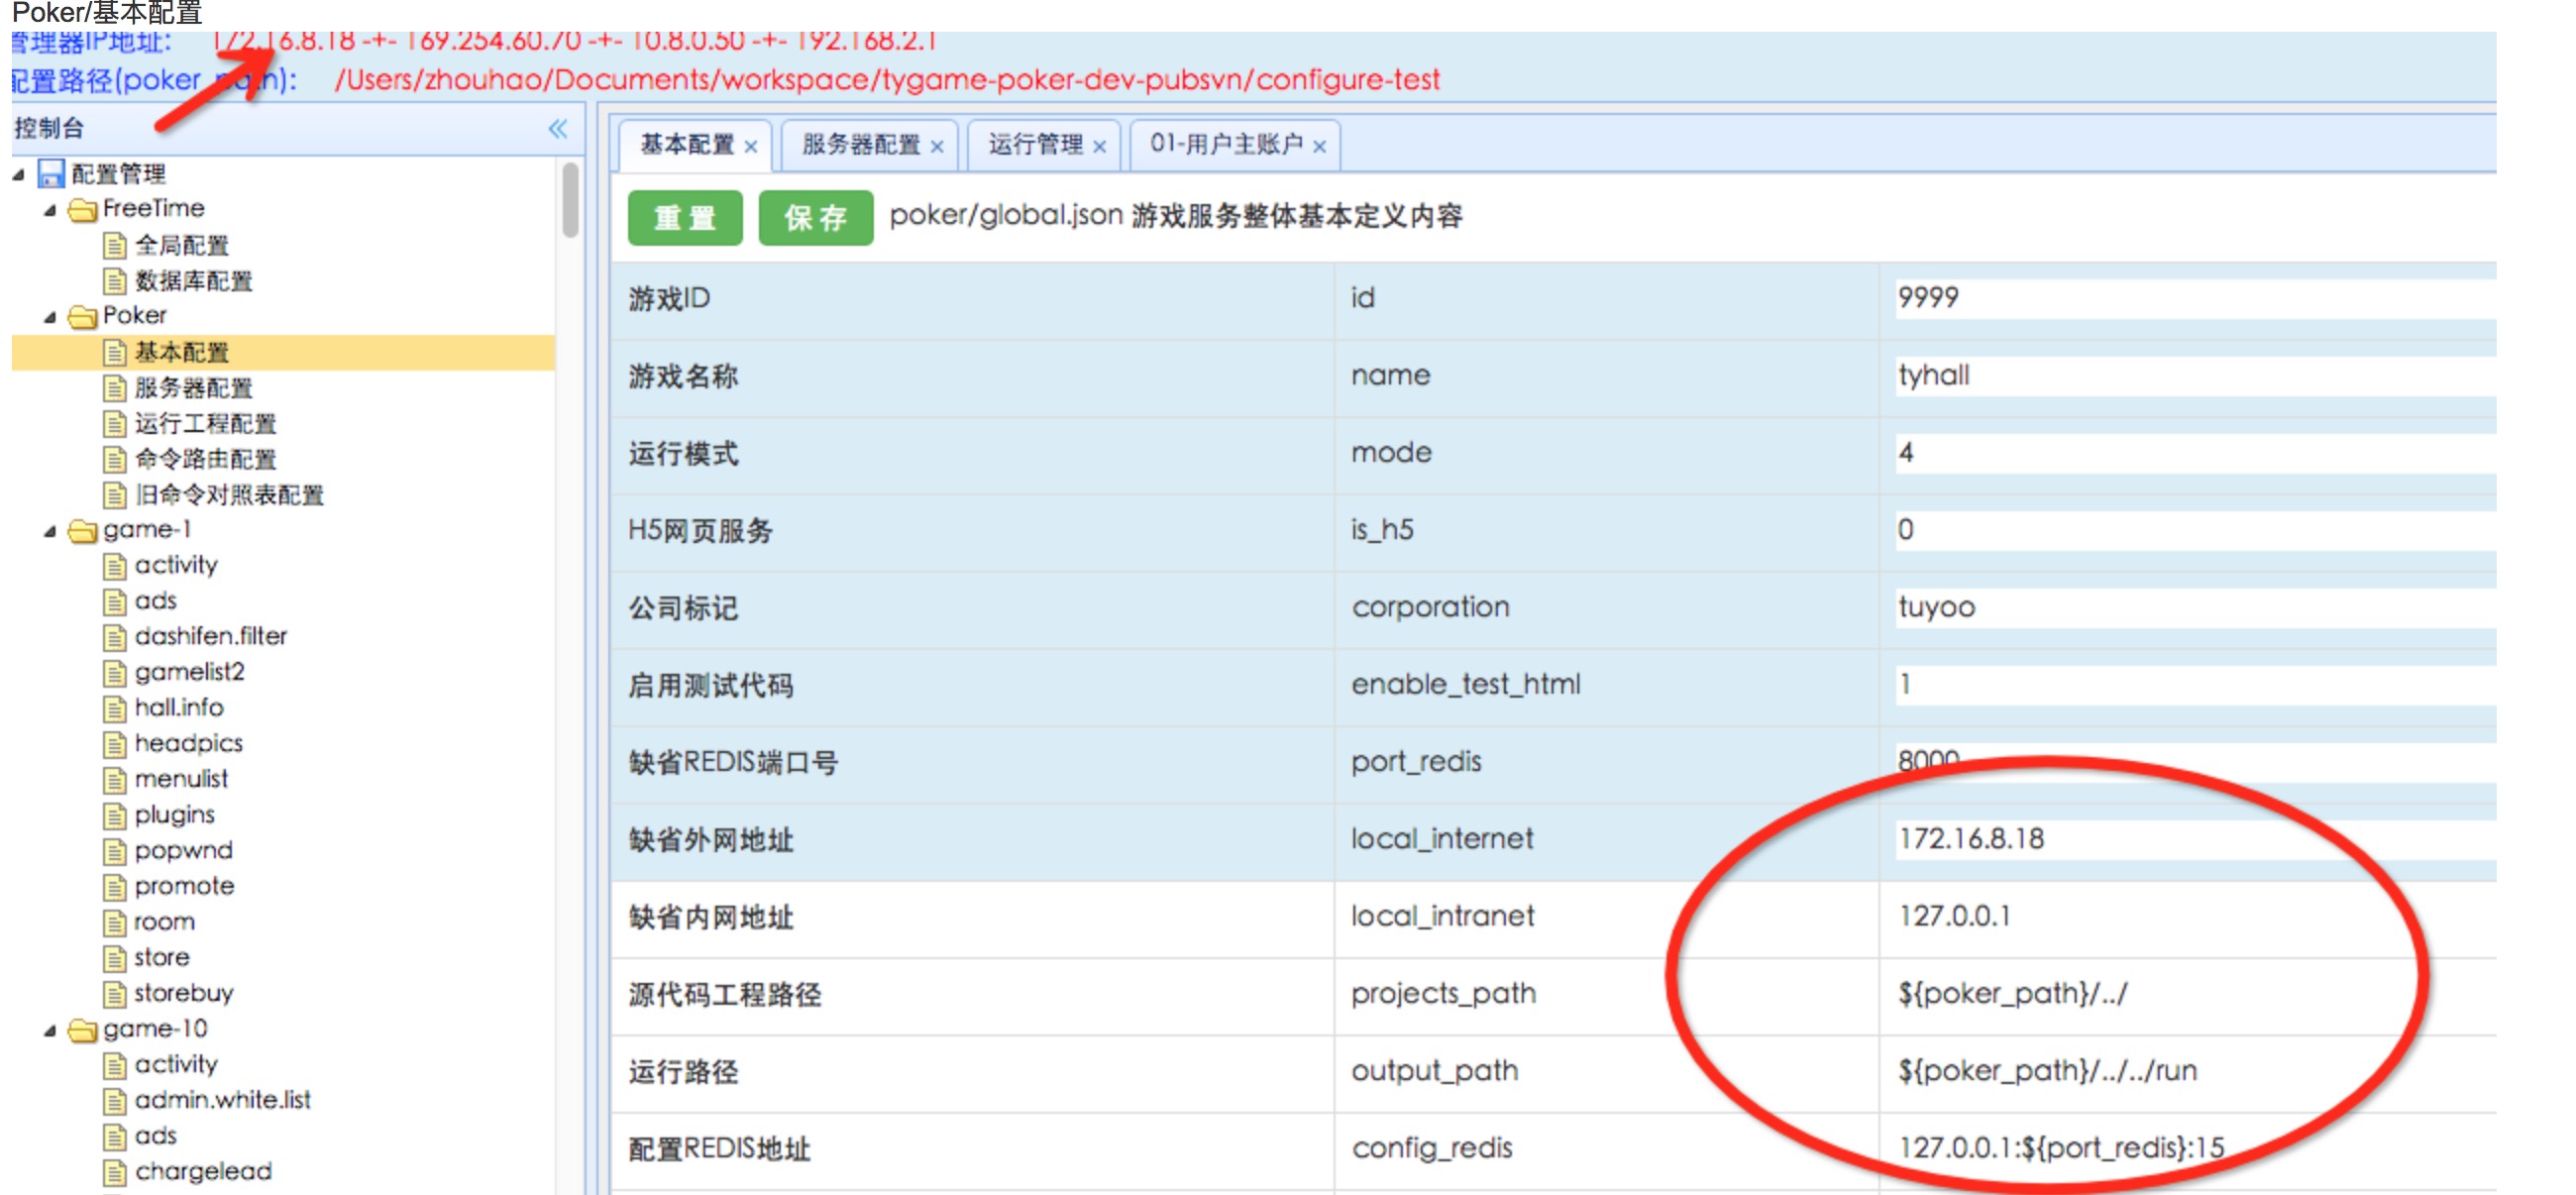 Poker/基本配置
管理器IP地址: 172.16.8.18 -+- 169.254.60.70 -+- 10.8.0.50 -+- 192.168.2.1
配置路径(poker_path): /Users/zhouhao/Documents/workspace/tygame-poker-dev-pubsvn/configure-test
控制台
配置管理
FreeTime
全局配置
数据库配置
Poker
基本配置
服务器配置
运行工程配置
命令路由配置
旧命令对照表配置
game-1
activity
ads
dashifen.filter
gamelist2
hall.info
headpics
menulist
plugins
popwnd
promote
room
store
storebuy
game-10
activity
admin.white.list
ads
chargelead
基本配置 × 服务器配置 × 运行管理 × 01-用户主账户 ×
重置 保存 poker/global.json 游戏服务整体基本定义内容
游戏ID id 9999
游戏名称 name tyhall
运行模式 mode 4
H5网页服务 is_h5 0
公司标记 corporation tuyoo
启用测试代码 enable_test_html 1
缺省REDIS端口号 port_redis 8000
缺省外网地址 local_internet 172.16.8.18
缺省内网地址 local_intranet 127.0.0.1
源代码工程路径 projects_path ${poker_path}/../
运行路径 output_path ${poker_path}/../../run
配置REDIS地址 config_redis 127.0.0.1:${port_redis}:15